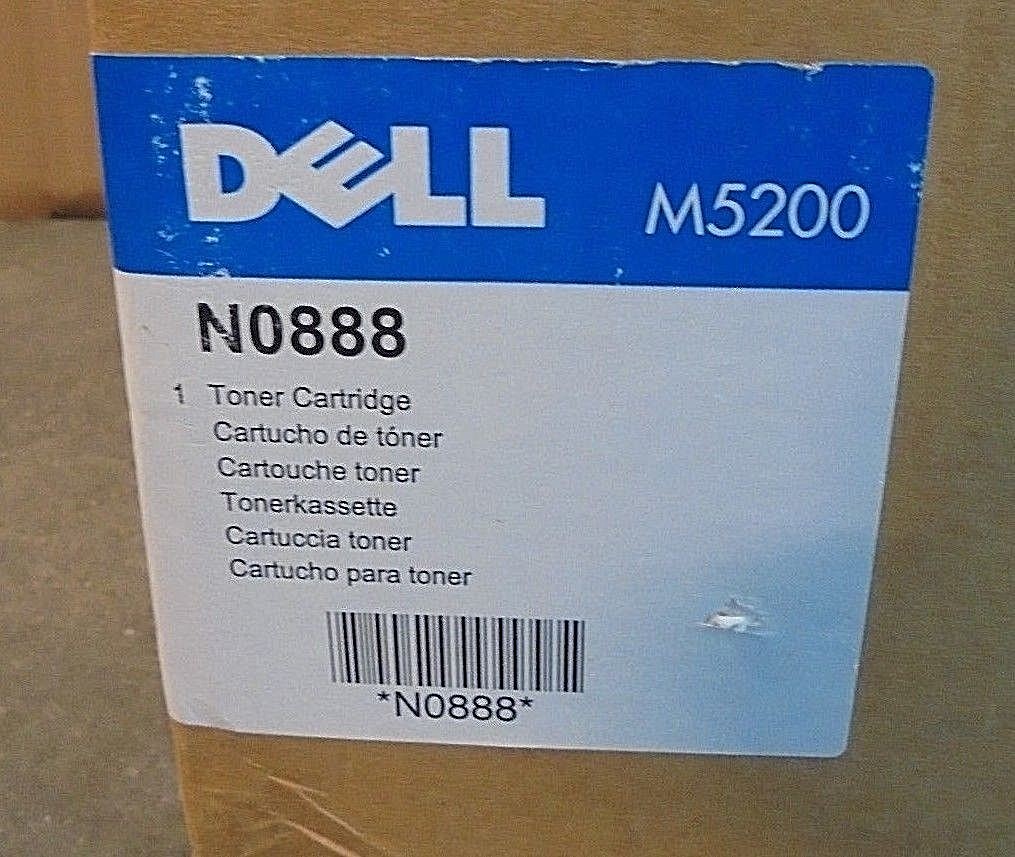 DELL M5200
N0888
1 Toner Cartridge
Cartucho de tóner
Cartouche toner
Tonerkassette
Cartuccia toner
Cartucho para toner
*N0888*